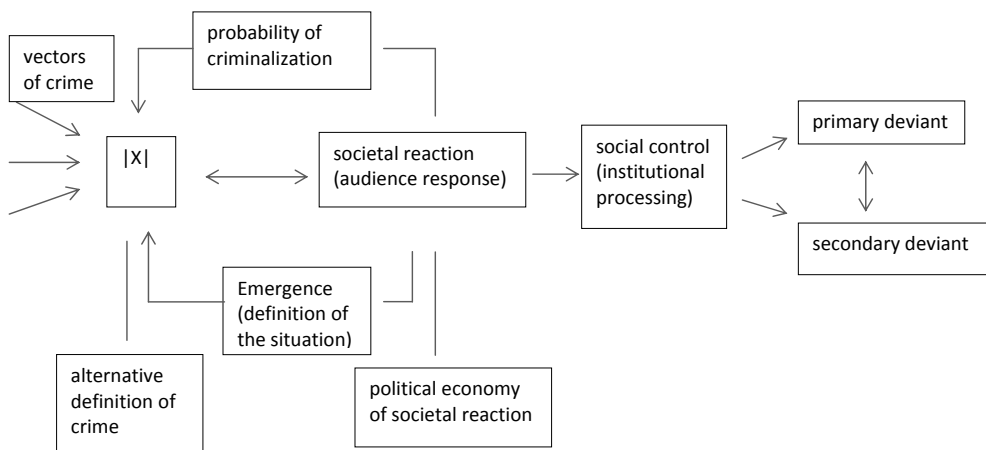 probability of
criminalization
vectors
of crime
|X|
societal reaction
(audience response)
social control
(institutional
processing)
primary deviant
secondary deviant
Emergence
(definition of
the situation)
alternative
definition of
crime
political economy
of societal reaction